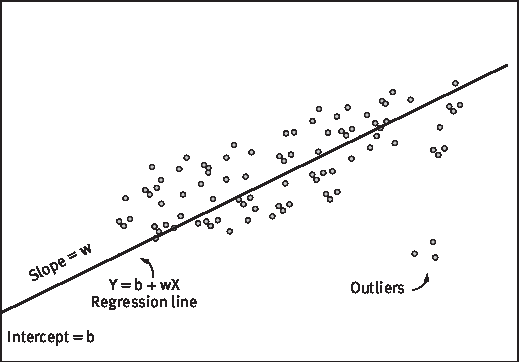 Slope = w
Y = b + wX
Regression line
Outliers
Intercept = b